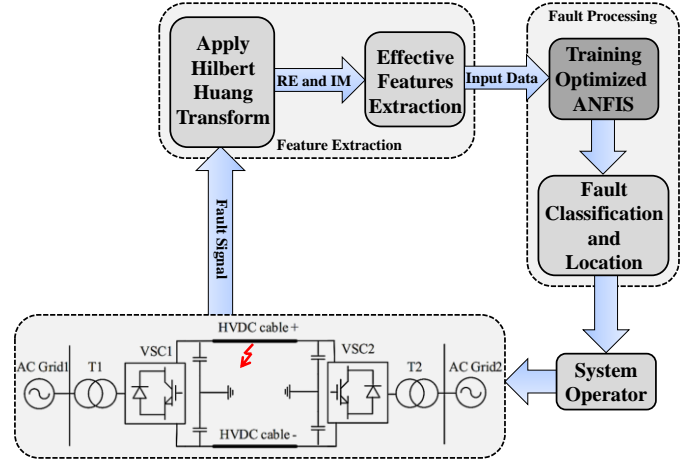 Apply
Hilbert
Huang
Transform
RE and IM
Effective
Features
Extraction
Feature Extraction
Input Data
Fault Processing
Training
Optimized
ANFIS
Fault
Classification
and
Location
System
Operator
Fault Signal
HVDC cable+
VSC1
VSC2
AC Grid1
T1
T2
AC Grid2
HVDC cable-